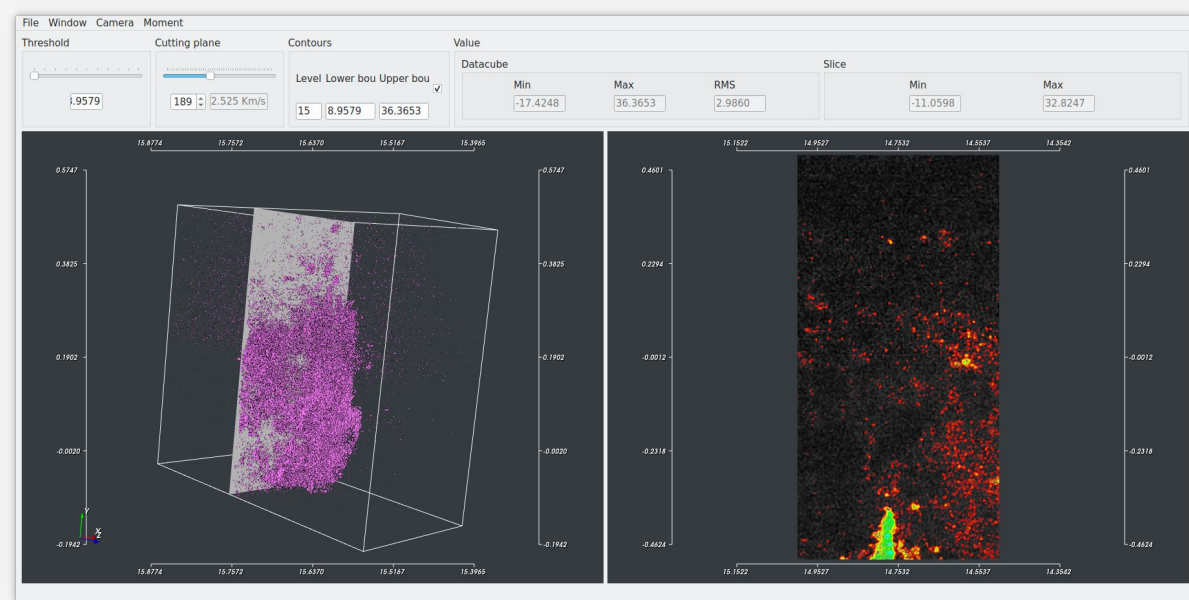 File Window Camera Moment
Threshold Cutting plane Contours Value
Datacube Slice
Level Lower bou Upper bou Min Max RMS Min Max
.9579 189 2.525 Km/s 15 8.9579 36.3653 -17.4248 36.3653 2.9860 -11.0598 32.8247
15.8774 15.7572 15.6370 15.5167 15.3965 15.1522 14.9527 14.7532 14.5537 14.3542
0.5747 0.5747 0.4601 0.4601
0.3825 0.3825 0.2294 0.2294
0.1902 0.1902 -0.0012 -0.0012
-0.0020 -0.0020 -0.2318 -0.2318
Y
X
Z
-0.1942 -0.1942 -0.4624 -0.4624
15.8774 15.7572 15.6370 15.5167 15.3965 15.1522 14.9527 14.7532 14.5537 14.3542